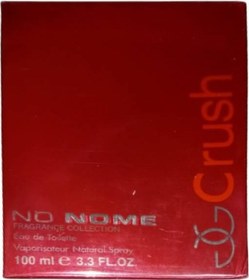 Crush
NO NOME
FRAGRANCE COLLECTION
Eau de Toilette
Vaporisateur Natural Spray
100 ml e 3.3 FL.OZ